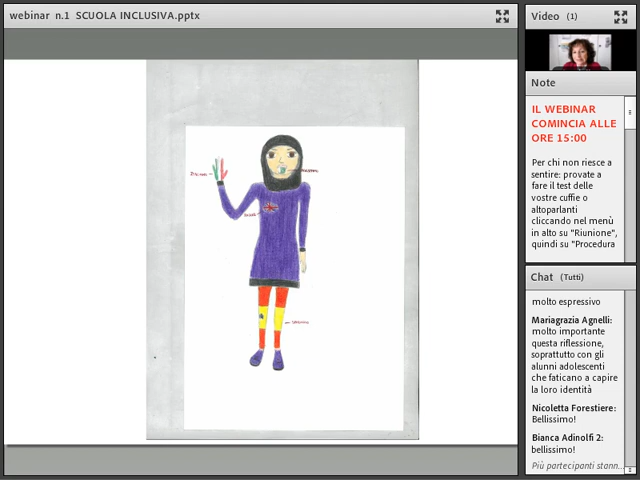 webinar n.1 SCUOLA INCLUSIVA.pptx
Video (1)
Note
IL WEBINAR
COMINCIA ALLE
ORE 15:00
Per chi non riesce a
sentire: provate a
fare il test delle
vostre cuffie o
altoparlanti
cliccando nel menù
in alto su "Riunione",
quindi su "Procedura
Chat (Tutti)
molto espressivo
Mariagrazia Agnelli:
molto importante
questa riflessione,
soprattutto con gli
alunni adolescenti
che faticano a capire
la loro identità
Nicoletta Forestiere:
Bellissimo!
Bianca Adinolfi 2:
bellissimo!
Più partecipanti stann...